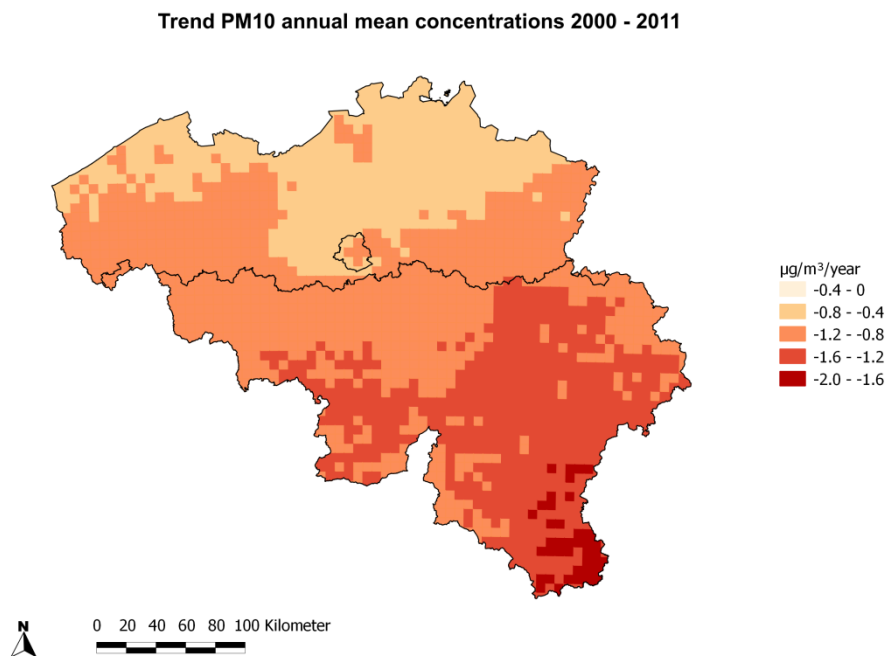 Trend PM10 annual mean concentrations 2000 - 2011
µg/m³/year
-0.4 - 0
-0.8 - -0.4
-1.2 - -0.8
-1.6 - -1.2
-2.0 - -1.6
N
0 20 40 60 80 100 Kilometer